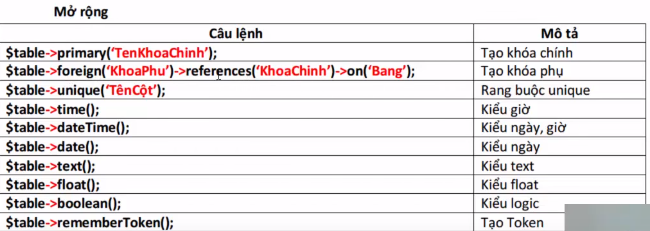 Mở rộng
Câu lệnh Mô tả
$table->primary(‘TenKhoaChinh’); Tạo khóa chính
$table->foreign(‘KhoaPhu’)->references(‘KhoaChinh’)->on(‘Bang’); Tạo khóa phụ
$table->unique(‘TênCột’); Rang buộc unique
$table->time(); Kiểu giờ
$table->dateTime(); Kiểu ngày, giờ
$table->date(); Kiểu ngày
$table->text(); Kiểu text
$table->float(); Kiểu float
$table->boolean(); Kiểu logic
$table->rememberToken(); Tạo Token